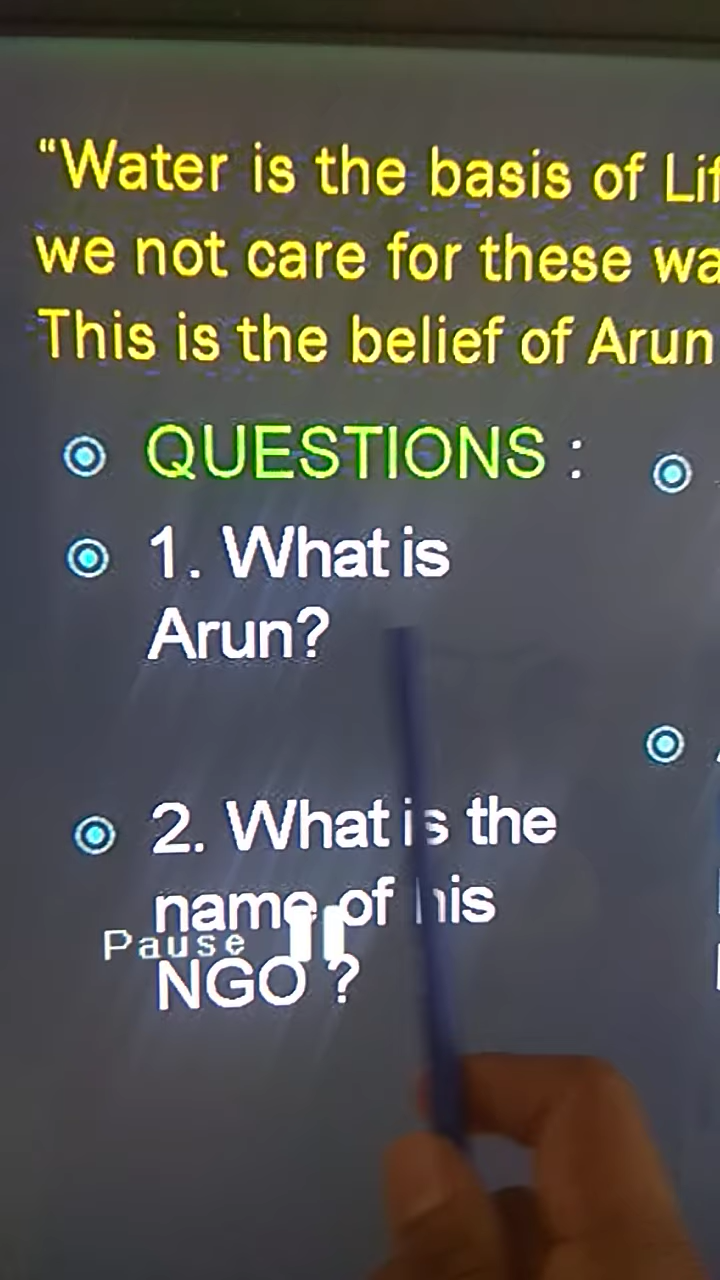 “Water is the basis of Lif
we not care for these wa
This is the belief of Arun
QUESTIONS :
1. What is
Arun?
2. What is the
name of his
Pause
NGO ?